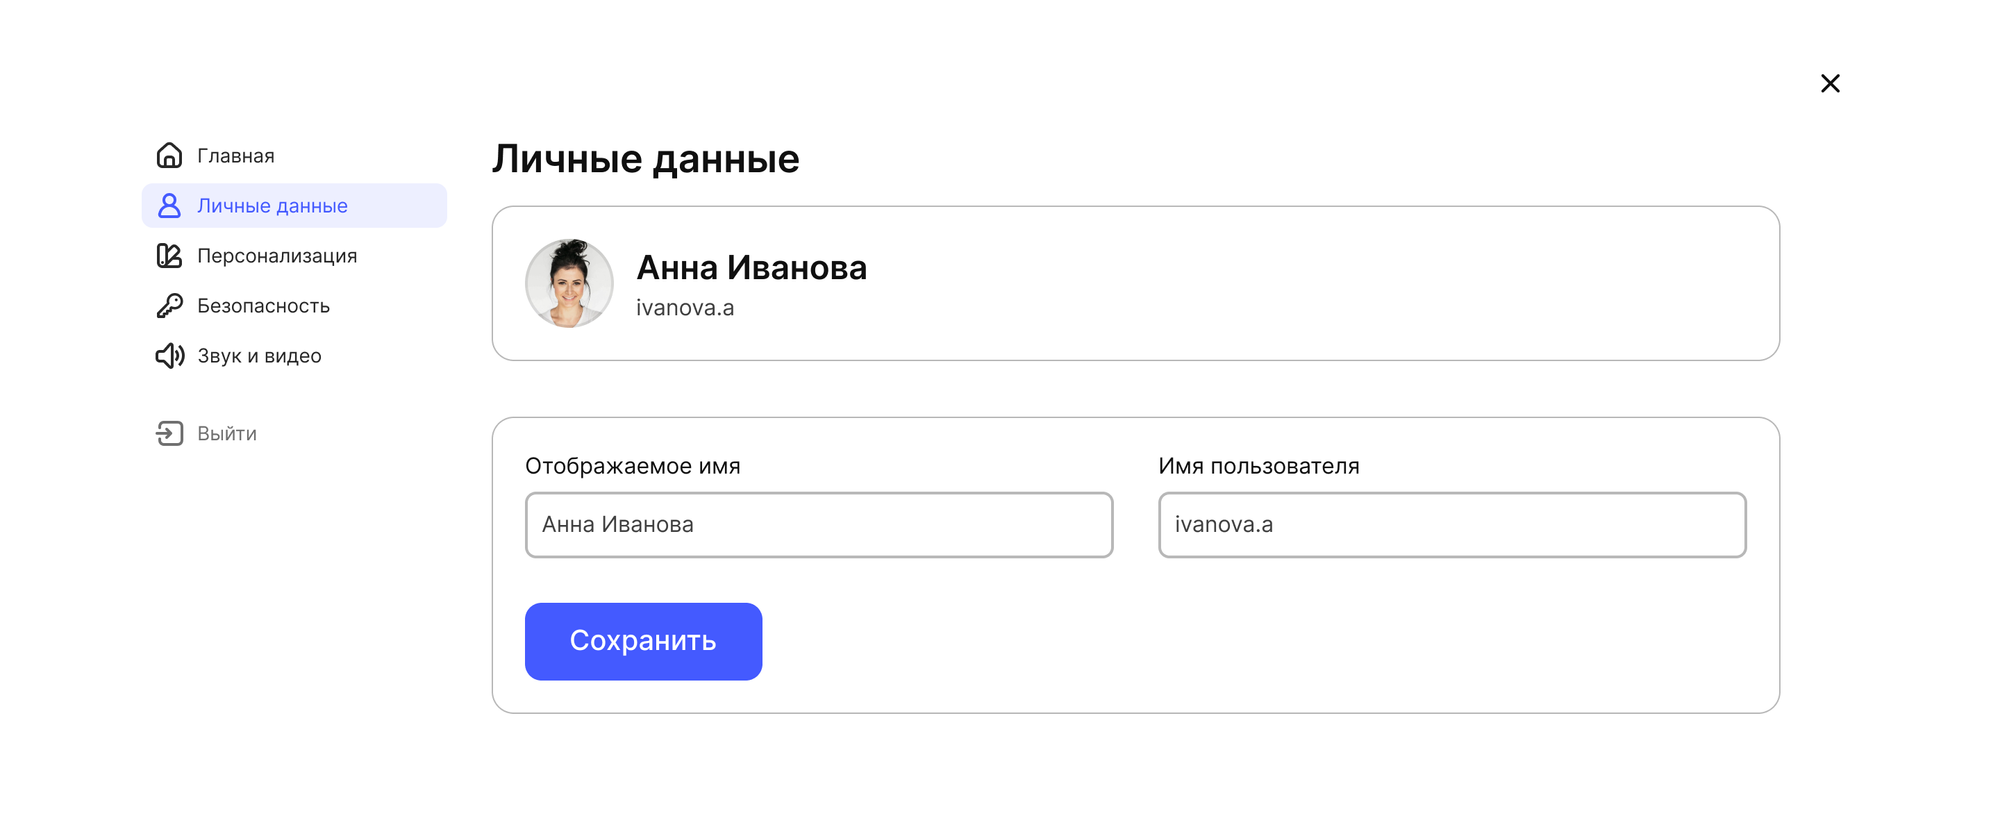 Главная
Личные данные
Персонализация
Безопасность
Звук и видео
Выйти
Личные данные
Анна Иванова
ivanova.a
Отображаемое имя
Анна Иванова
Имя пользователя
ivanova.a
Сохранить